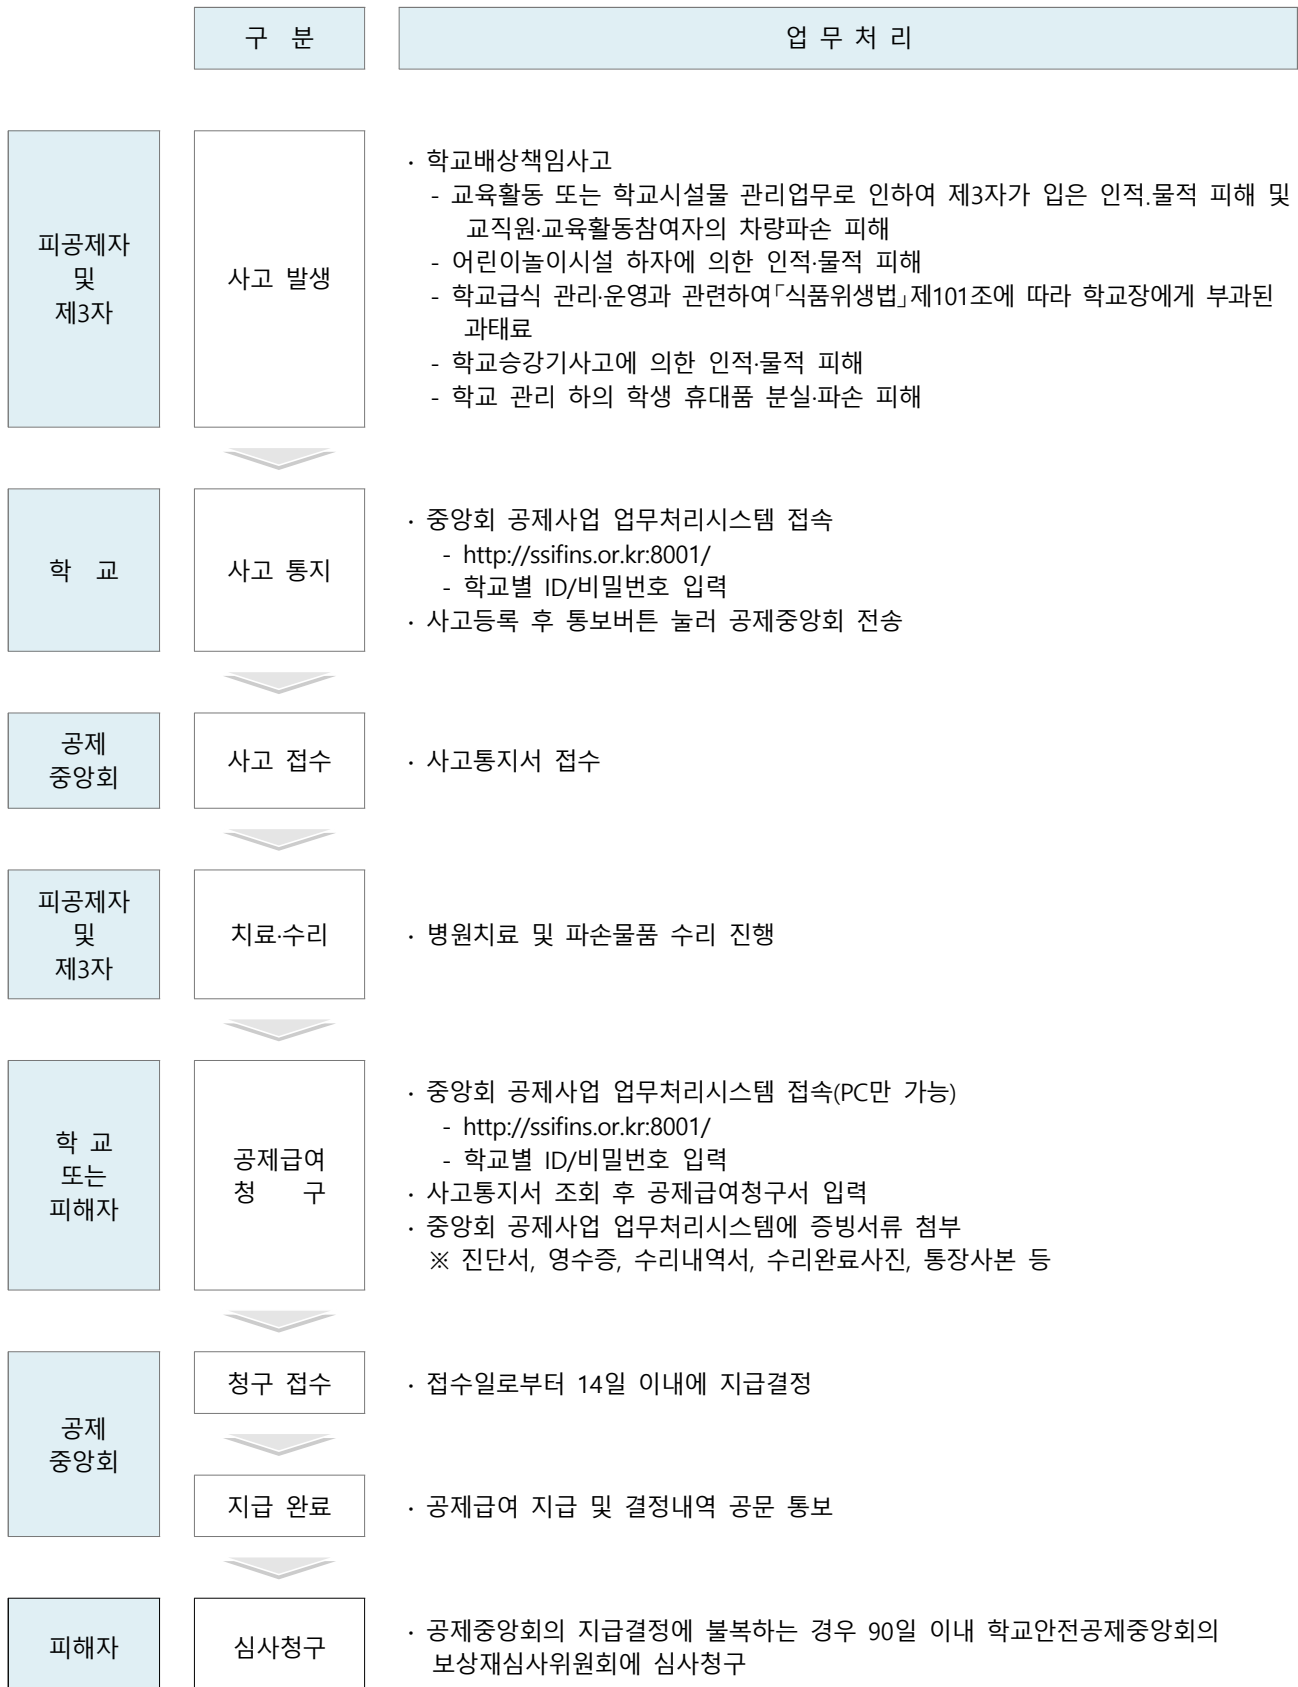 구 분
업 무 처 리
피공제자
및
제3자
사고 발생
· 학교배상책임사고
- 교육활동 또는 학교시설물 관리업무로 인하여 제3자가 입은 인적.물적 피해 및
교직원·교육활동참여자의 차량파손 피해
- 어린이놀이시설 하자에 의한 인적·물적 피해
- 학교급식 관리·운영과 관련하여「식품위생법」제101조에 따라 학교장에게 부과된
과태료
- 학교승강기사고에 의한 인적·물적 피해
- 학교 관리 하의 학생 휴대품 분실·파손 피해
학 교
사고 통지
· 중앙회 공제사업 업무처리시스템 접속
- http://ssifins.or.kr:8001/
- 학교별 ID/비밀번호 입력
· 사고등록 후 통보버튼 눌러 공제중앙회 전송
공제
중앙회
사고 접수
· 사고통지서 접수
피공제자
및
제3자
치료·수리
· 병원치료 및 파손물품 수리 진행
학 교
또는
피해자
공제급여
청 구
· 중앙회 공제사업 업무처리시스템 접속(PC만 가능)
- http://ssifins.or.kr:8001/
- 학교별 ID/비밀번호 입력
· 사고통지서 조회 후 공제급여청구서 입력
· 중앙회 공제사업 업무처리시스템에 증빙서류 첨부
※ 진단서, 영수증, 수리내역서, 수리완료사진, 통장사본 등
공제
중앙회
청구 접수
· 접수일로부터 14일 이내에 지급결정
지급 완료
· 공제급여 지급 및 결정내역 공문 통보
피해자
심사청구
· 공제중앙회의 지급결정에 불복하는 경우 90일 이내 학교안전공제중앙회의
보상재심사위원회에 심사청구